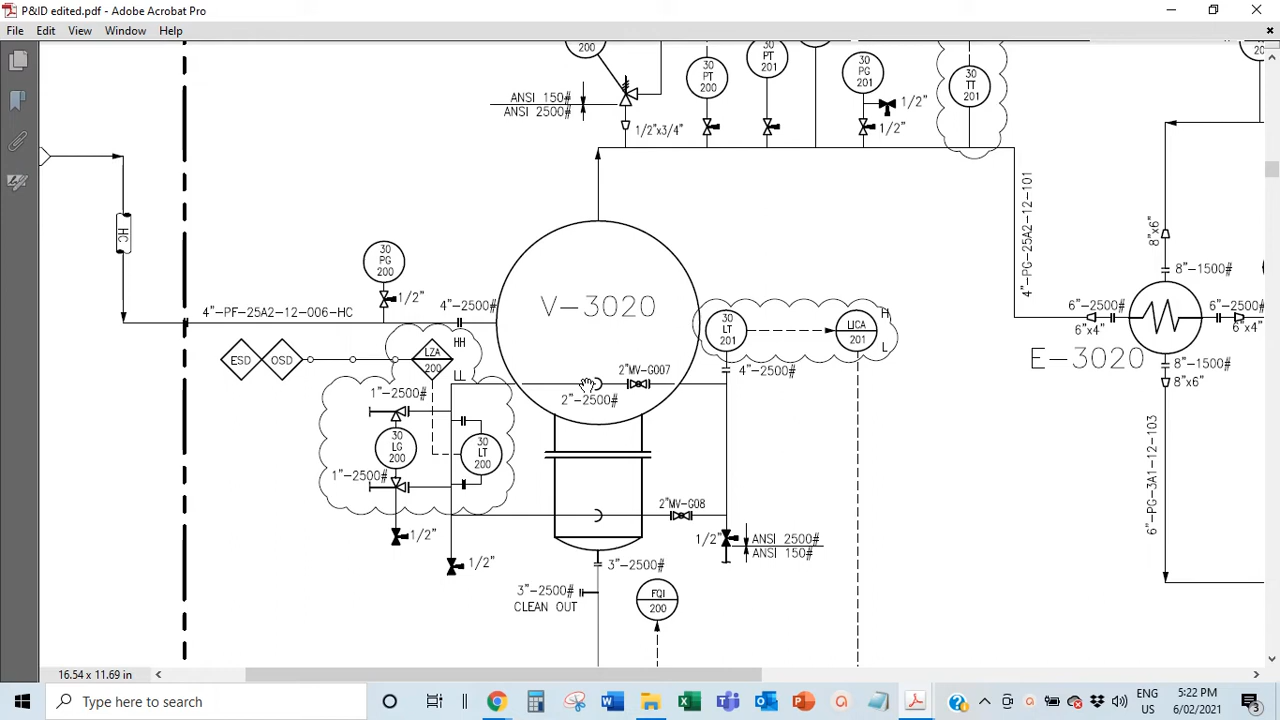 P&ID edited.pdf - Adobe Acrobat Pro
File Edit View Window Help
200
30
PT
200
30
PT
201
30
PG
201
30
TT
201
20
ANSI 150#
ANSI 2500#
1/2"x3/4"
1/2"
1/2"
HC
4"-PG-25A2-12-101
8"x6"
8"-1500#
30
PG
200
1/2"
4"-2500#
4"-PF-25A2-12-006-HC
V-3020
30
LT
201
LICA
201
H
L
6"-2500#
6"x4"
6"-2500#
6"x4"
E-3020
8"-1500#
8"x6"
ESD
OSD
LZA
200
HH
LL
4"-2500#
2"MV-G007
2"-2500#
1"-2500#
30
LG
200
30
LT
200
1"-2500#
2"MV-G08
6"-PG-3A1-12-103
1/2"
1/2"
1/2"
ANSI 2500#
ANSI 150#
3"-2500#
3"-2500#
CLEAN OUT
FQI
200
16.54 x 11.69 in
Type here to search
ENG
US
5:22 PM
6/02/2021
3